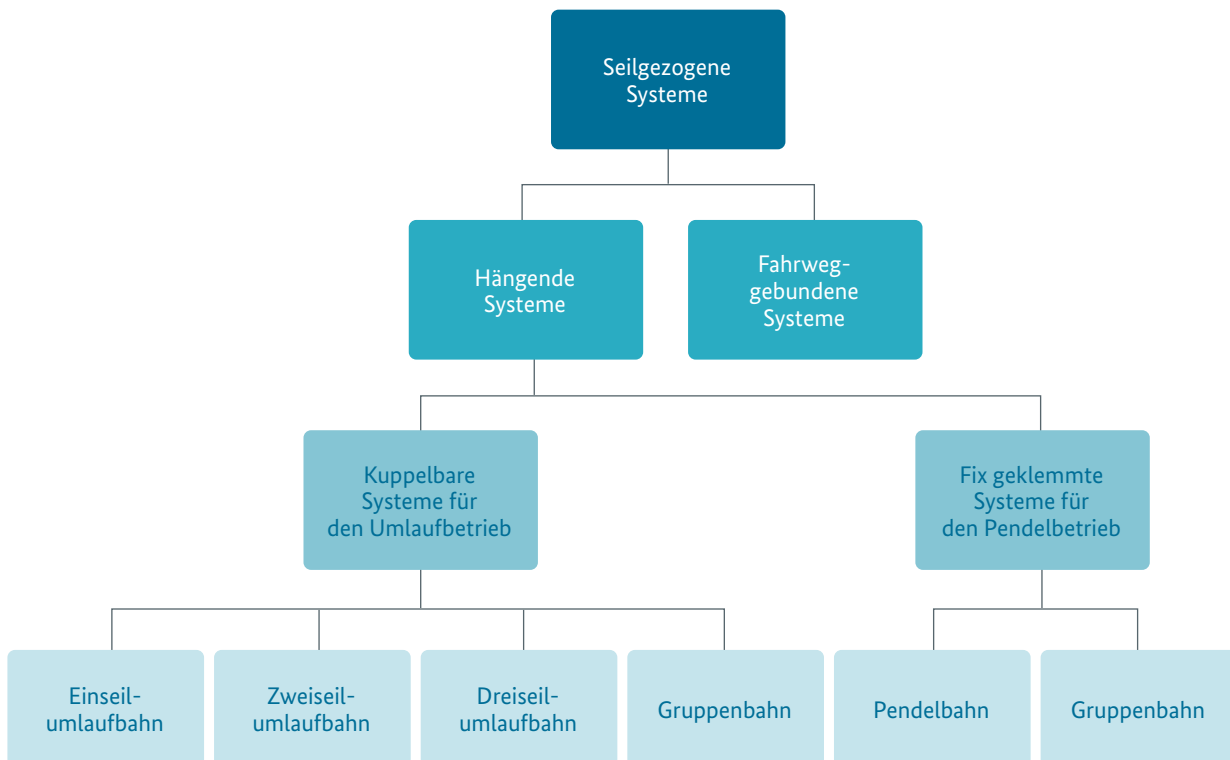 Seilgezogene
Systeme
Hängende
Systeme
Fahrweg-
gebundene
Systeme
Kuppelbare
Systeme für
den Umlaufbetrieb
Fix geklemmte
Systeme für
den Pendelbetrieb
Einseil-
umlaufbahn
Zweiseil-
umlaufbahn
Dreiseil-
umlaufbahn
Gruppenbahn
Pendelbahn
Gruppenbahn